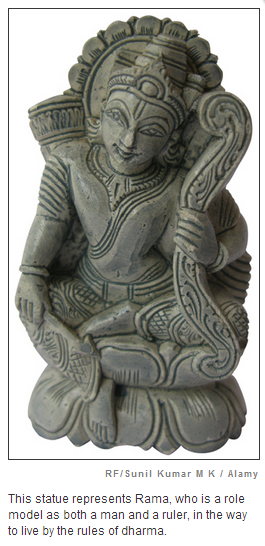 RF/Sunil Kumar M K / Alamy
This statue represents Rama, who is a role
model as both a man and a ruler, in the way
to live by the rules of dharma.